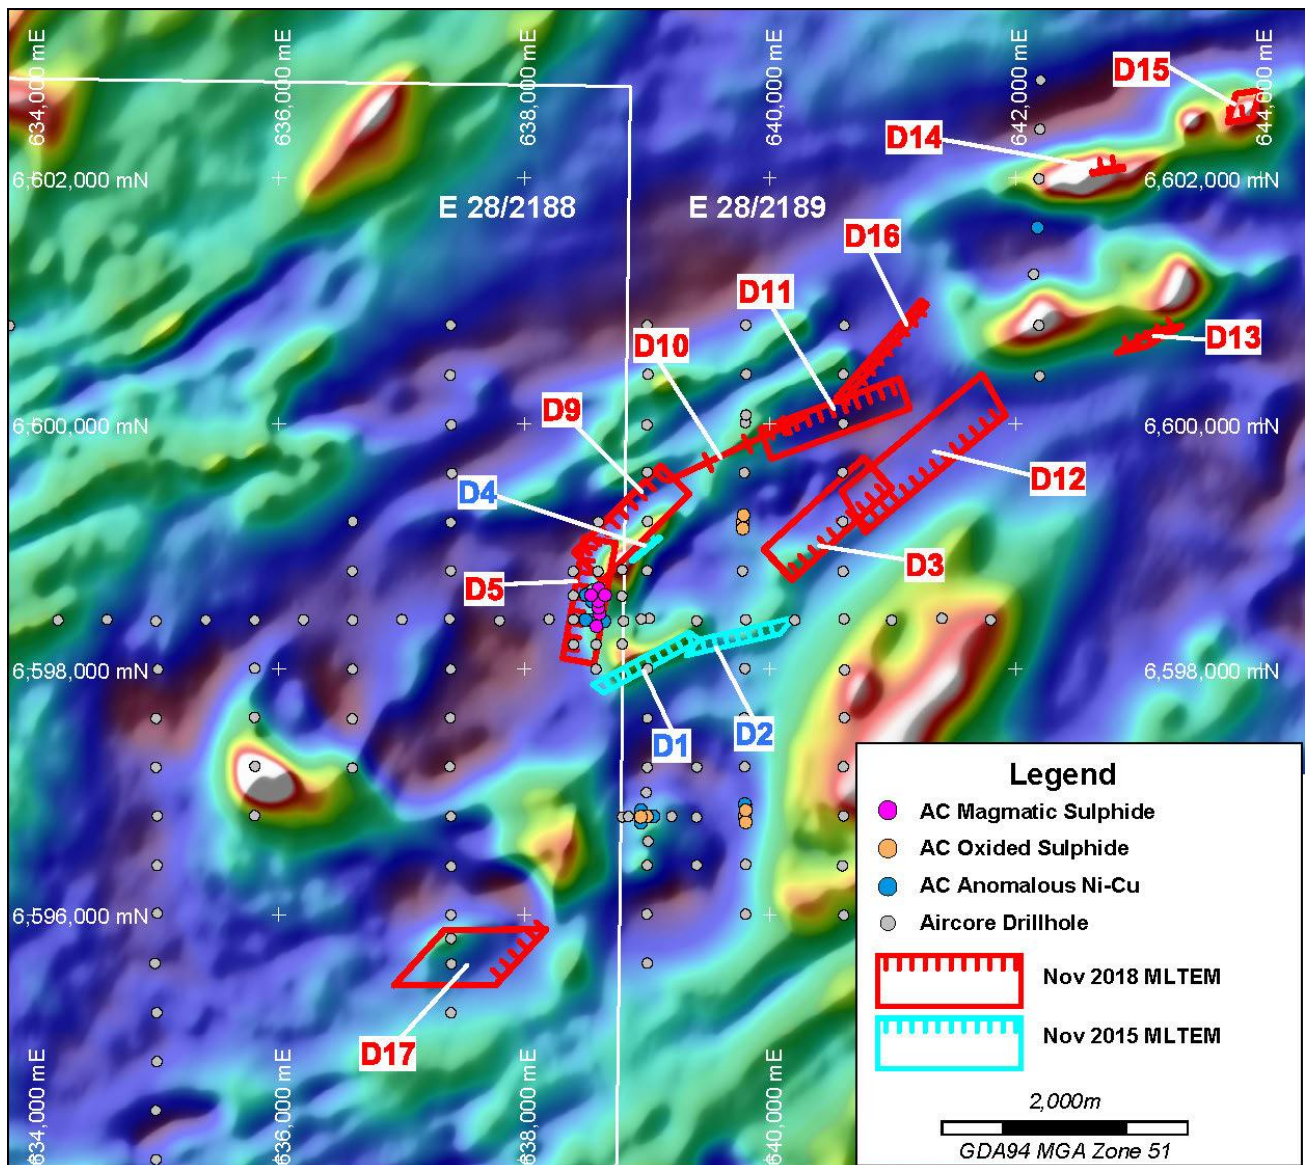 634,000 mE
636,000 mE
638,000 mE
640,000 mE
642,000 mE
644,000 mE
D15
D14
6,602,000 mN
6,602,000 mN
E 28/2188
E 28/2189
D16
D11
D10
D13
D9
6,600,000 mN
6,600,000 mN
D4
D12
D3
D5
6,598,000 mN
6,598,000 mN
D1
D2
6,596,000 mN
D17
634,000 mE
636,000 mE
638,000 mE
640,000 mE
Legend
AC Magmatic Sulphide
AC Oxided Sulphide
AC Anomalous Ni-Cu
Aircore Drillhole
Nov 2018 MLTEM
Nov 2015 MLTEM
2,000m
GDA94 MGA Zone 51